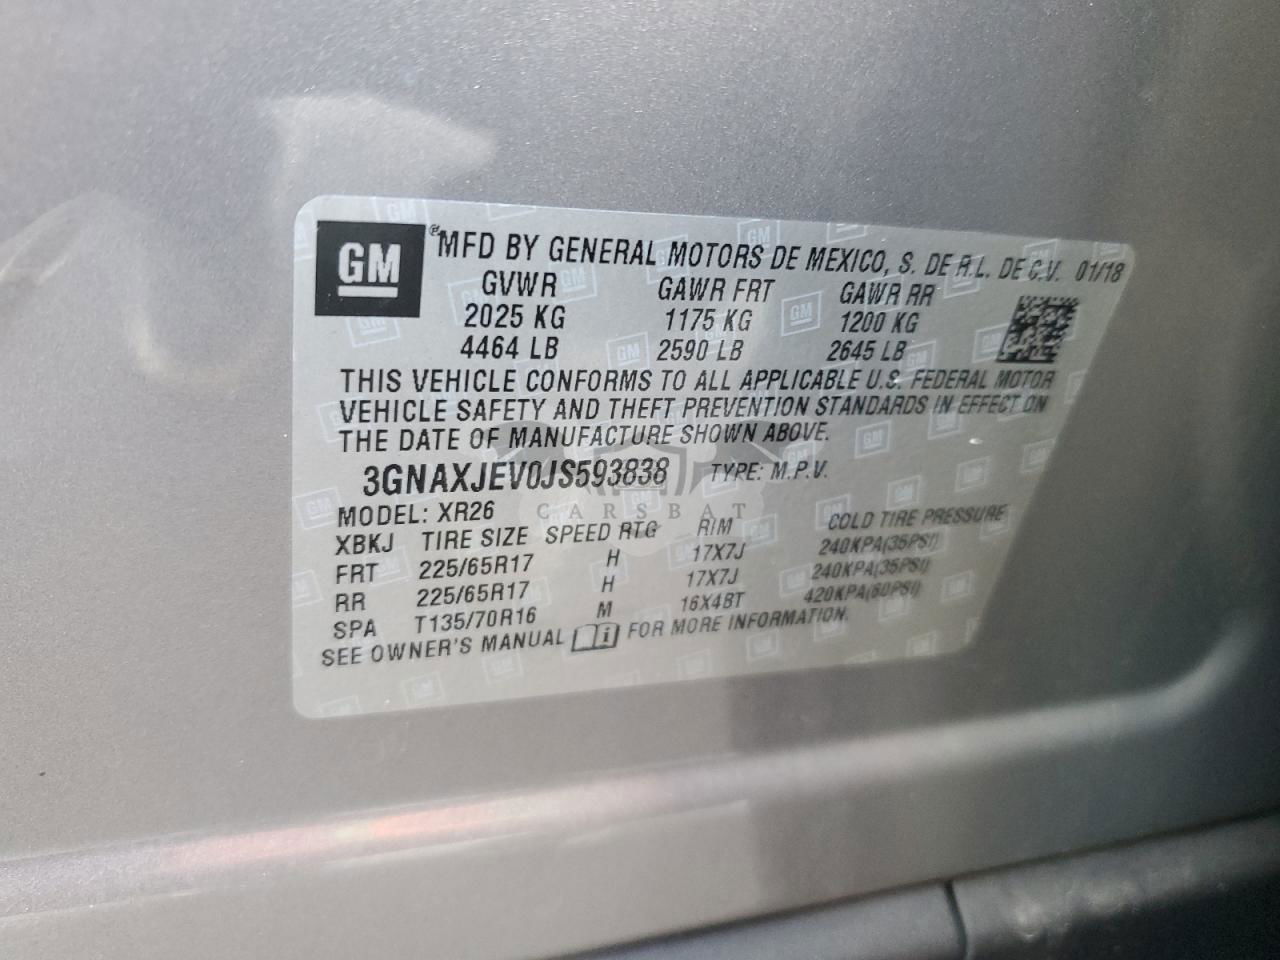 GM ® MFD BY GENERAL MOTORS DE MEXICO, S. DE R.L. DE C.V. 01/18
GVWR GAWR FRT GAWR RR
2025 KG 1175 KG 1200 KG
4464 LB 2590 LB 2645 LB
THIS VEHICLE CONFORMS TO ALL APPLICABLE U.S. FEDERAL MOTOR
VEHICLE SAFETY AND THEFT PREVENTION STANDARDS IN EFFECT ON
THE DATE OF MANUFACTURE SHOWN ABOVE.
3GNAXJEV0JS593838 TYPE: M.P.V.
CARSBAT
MODEL: XR26
XBKJ TIRE SIZE SPEED RTG RIM COLD TIRE PRESSURE
FRT 225/65R17 H 17X7J 240KPA(35PSI)
RR 225/65R17 H 17X7J 240KPA(35PSI)
SPA T135/70R16 M 16X4BT 420KPA(60PSI)
SEE OWNER'S MANUAL i FOR MORE INFORMATION.